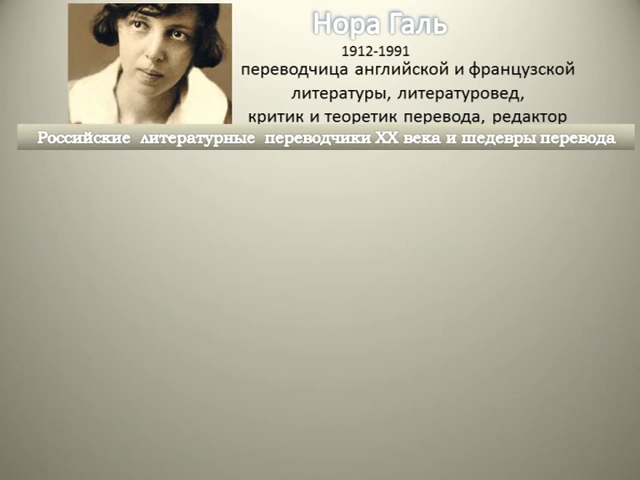 Нора Галь
1912-1991
переводчица английской и французской
литературы, литературовед,
критик и теоретик перевода, редактор
Российские литературные переводчики XX века и шедевры перевода